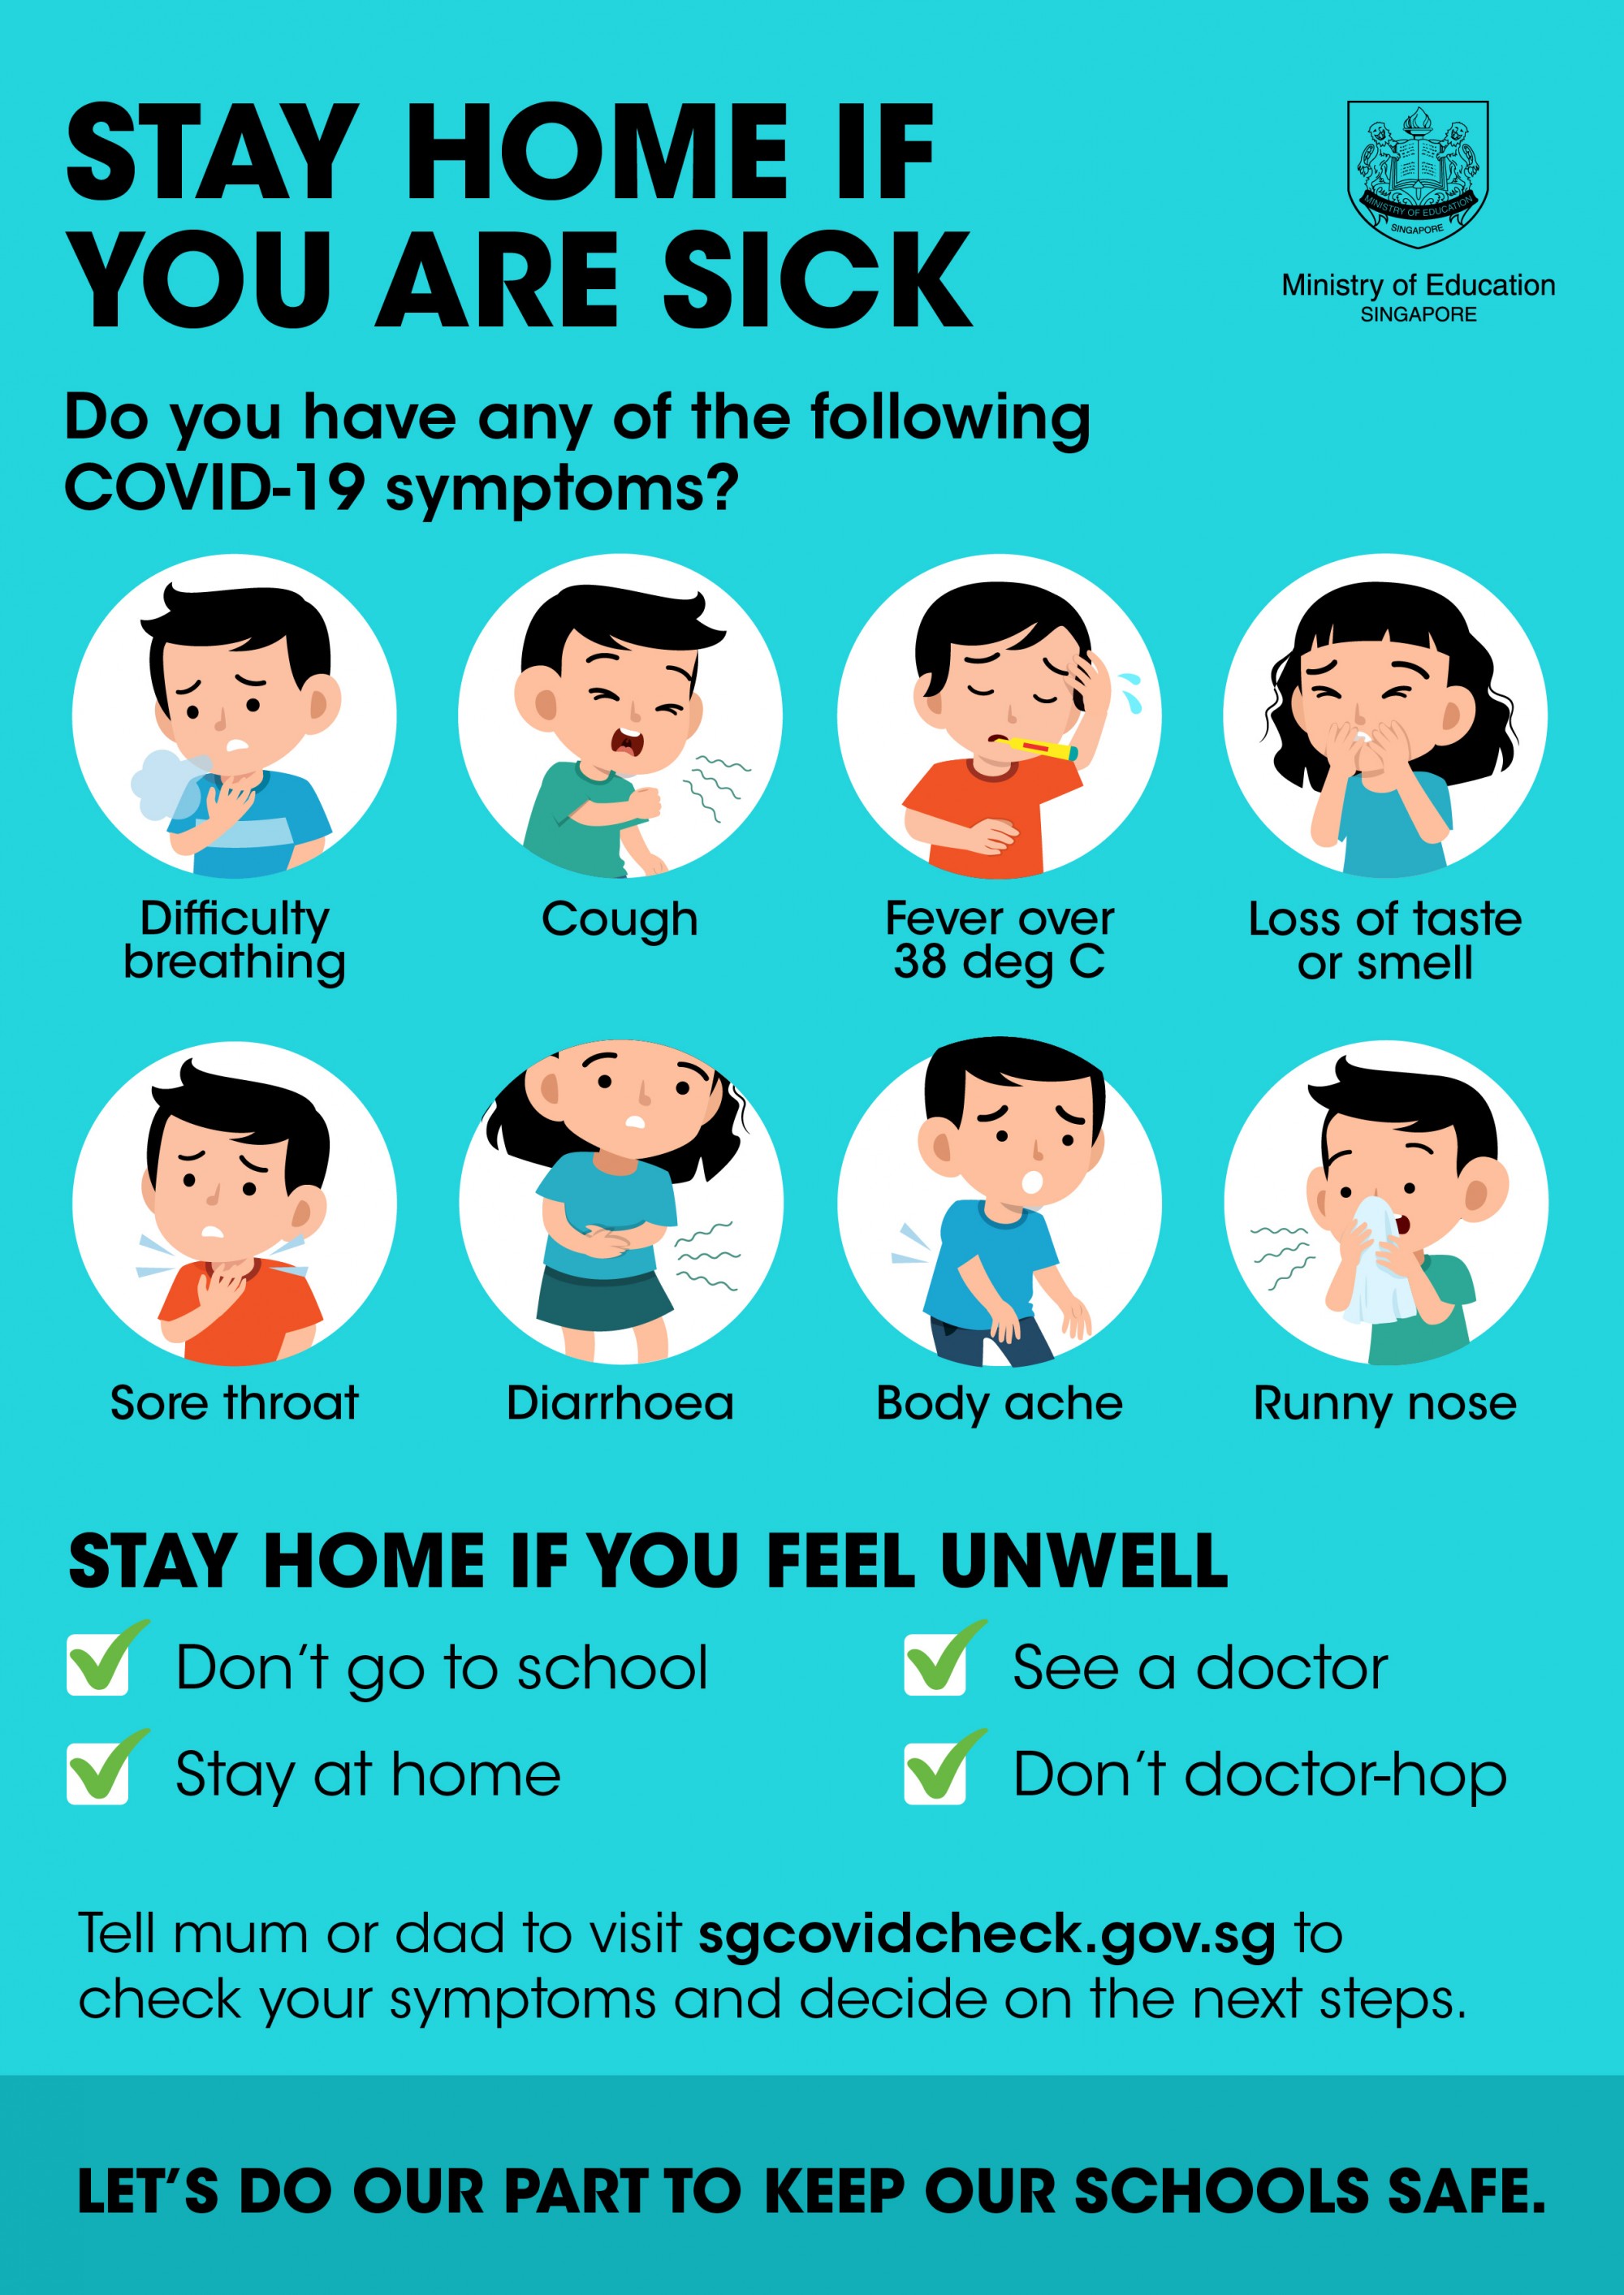 STAY HOME IF
YOU ARE SICK
MINISTRY OF EDUCATION
SINGAPORE
Ministry of Education
SINGAPORE
Do you have any of the following
COVID-19 symptoms?
Difficulty
breathing
Cough
Fever over
38 deg C
Loss of taste
or smell
Sore throat
Diarrhoea
Body ache
Runny nose
STAY HOME IF YOU FEEL UNWELL
Don't go to school
See a doctor
Stay at home
Don't doctor-hop
Tell mum or dad to visit sgcovidcheck.gov.sg to
check your symptoms and decide on the next steps.
LET'S DO OUR PART TO KEEP OUR SCHOOLS SAFE.